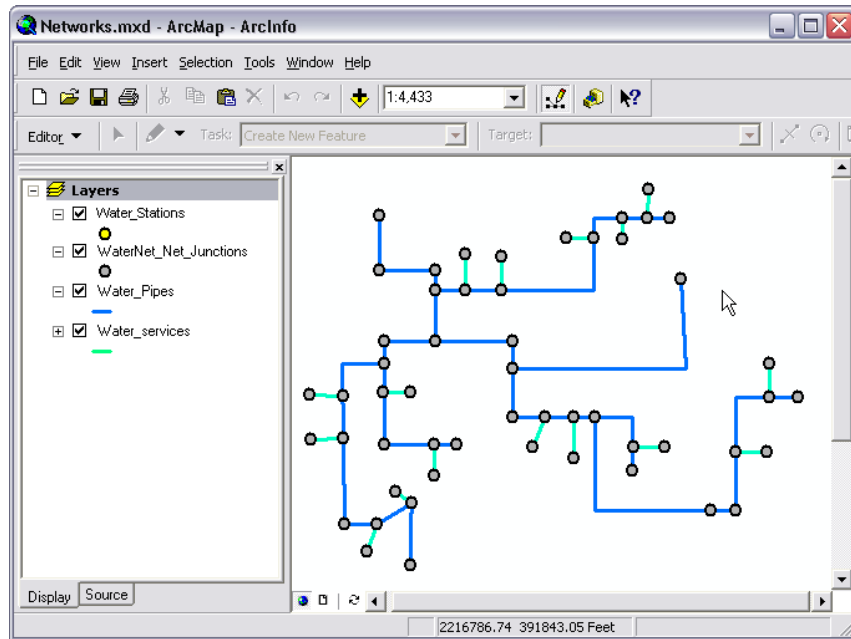 Networks.mxd - ArcMap - ArcInfo
File Edit View Insert Selection Tools Window Help
1:4,433
Editor Task: Create New Feature Target:
Layers
Water_Stations
WaterNet_Net_Junctions
Water_Pipes
Water_services
Display Source
2216786.74 391843.05 Feet